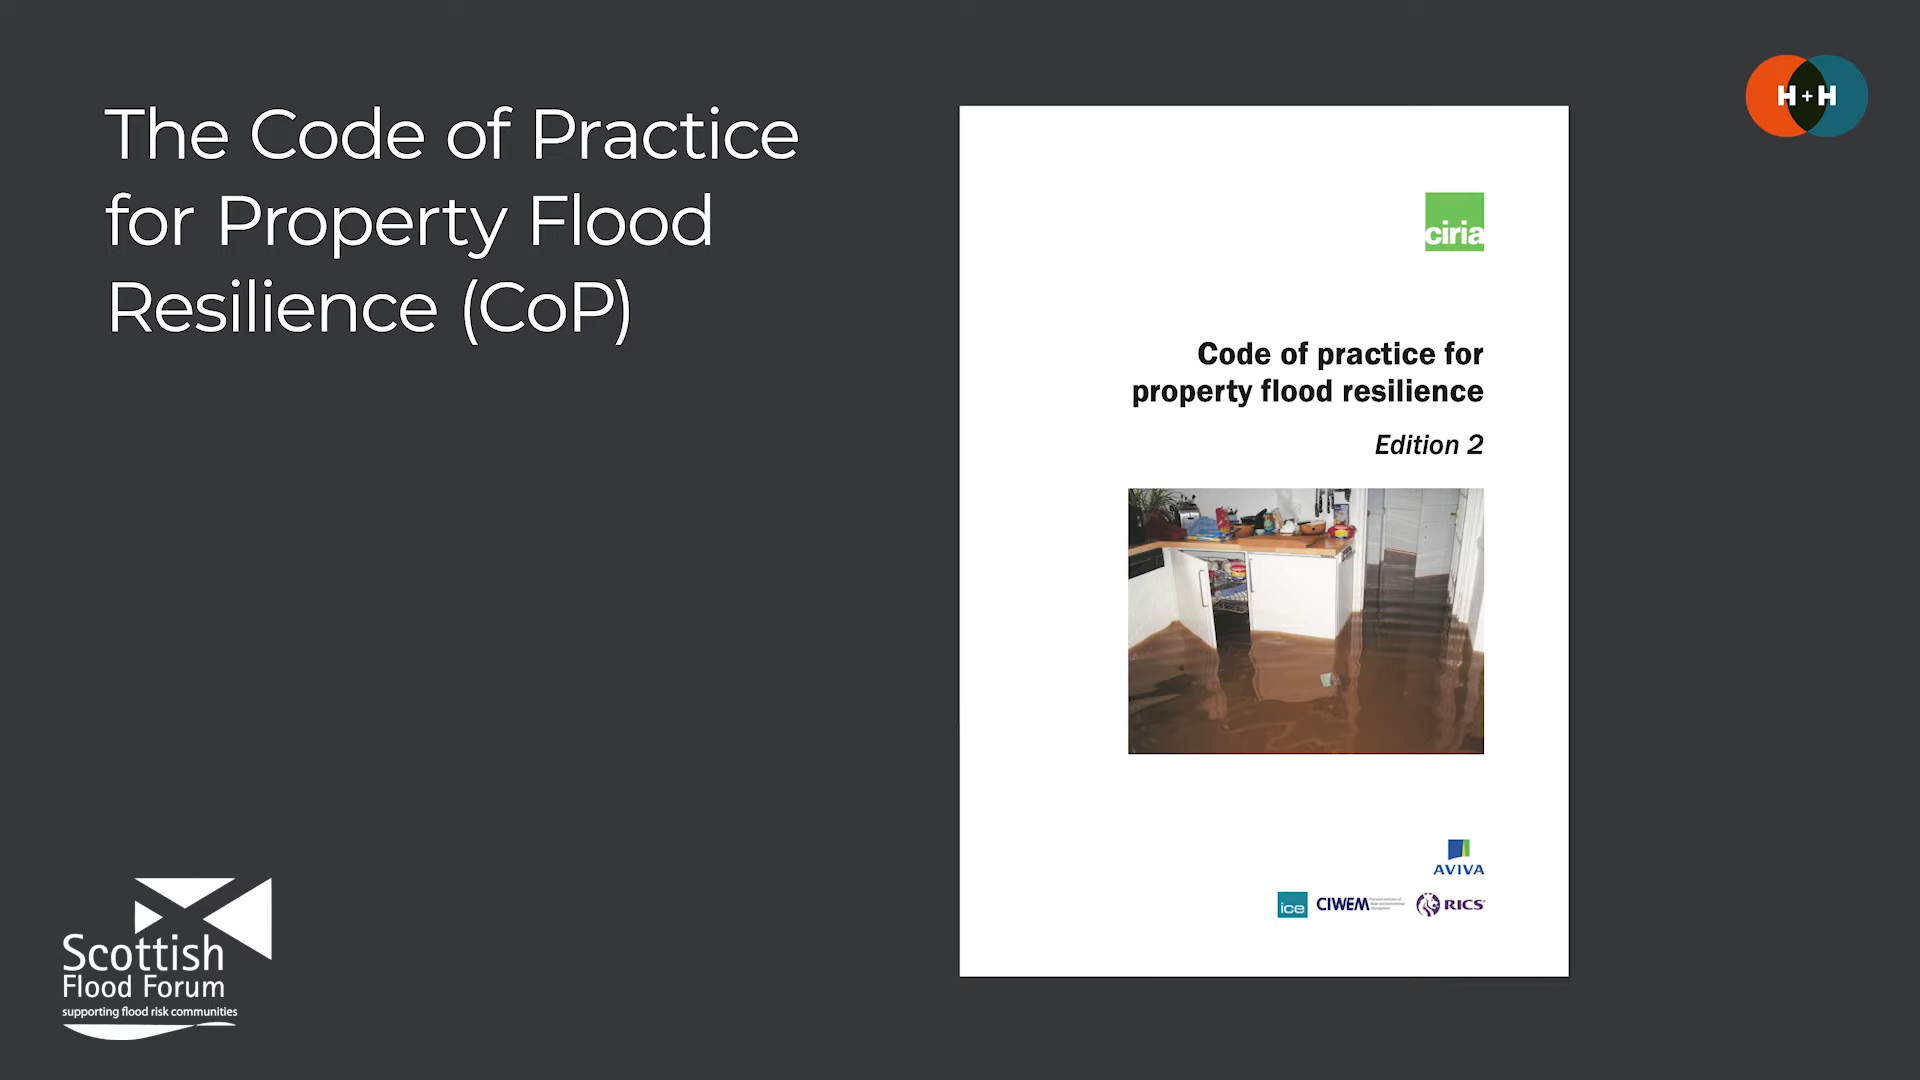 The Code of Practice
for Property Flood
Resilience (CoP)
H+H
ciria
Code of practice for
property flood resilience
Edition 2
AVIVA
ice
CIWEM
RICS
Scottish
Flood Forum
supporting flood risk communities